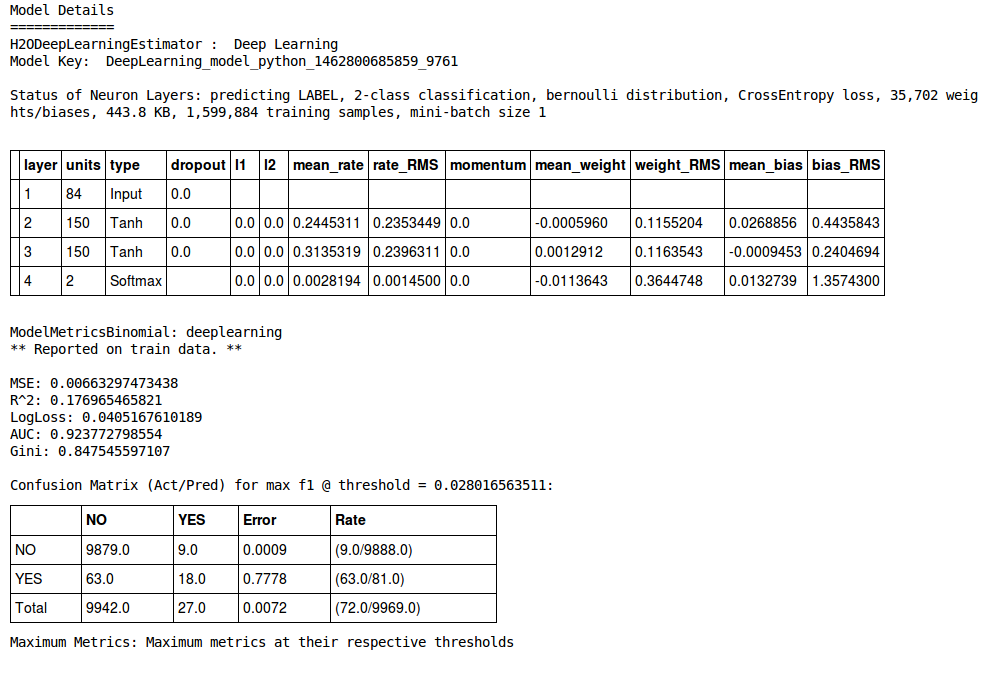 Model Details
=============
H2ODeepLearningEstimator :  Deep Learning
Model Key:  DeepLearning_model_python_1462800685859_9761
Status of Neuron Layers: predicting LABEL, 2-class classification, bernoulli distribution, CrossEntropy loss, 35,702 weig
hts/biases, 443.8 KB, 1,599,884 training samples, mini-batch size 1
layer units type dropout l1 l2 mean_rate rate_RMS momentum mean_weight weight_RMS mean_bias bias_RMS
1 84 Input 0.0
2 150 Tanh 0.0 0.0 0.0 0.2445311 0.2353449 0.0 -0.0005960 0.1155204 0.0268856 0.4435843
3 150 Tanh 0.0 0.0 0.0 0.3135319 0.2396311 0.0 0.0012912 0.1163543 -0.0009453 0.2404694
4 2 Softmax 0.0 0.0 0.0028194 0.0014500 0.0 -0.0113643 0.3644748 0.0132739 1.3574300
ModelMetricsBinomial: deeplearning
** Reported on train data. **
MSE: 0.00663297473438
R^2: 0.176965465821
LogLoss: 0.0405167610189
AUC: 0.923772798554
Gini: 0.847545597107
Confusion Matrix (Act/Pred) for max f1 @ threshold = 0.028016563511:
NO YES Error Rate
NO 9879.0 9.0 0.0009 (9.0/9888.0)
YES 63.0 18.0 0.7778 (63.0/81.0)
Total 9942.0 27.0 0.0072 (72.0/9969.0)
Maximum Metrics: Maximum metrics at their respective thresholds